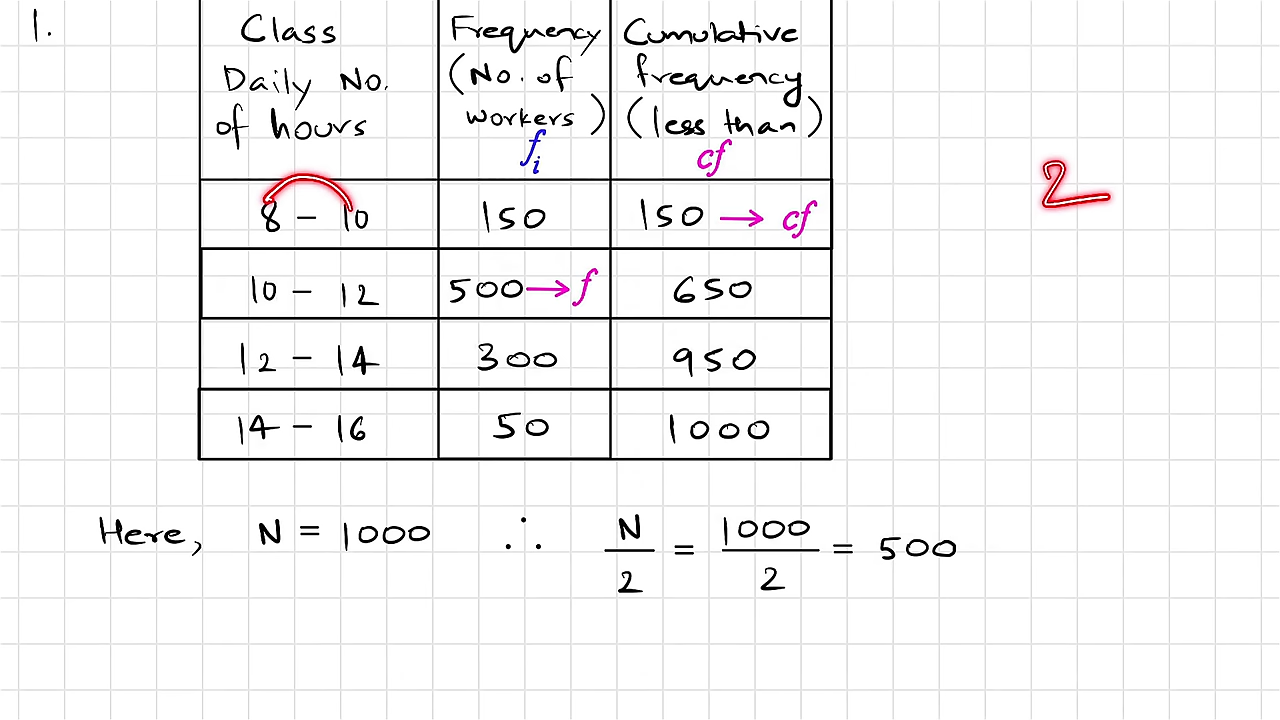 1.
Class Daily No. of hours | Frequency (No. of workers) fi | Cumulative frequency (less than) cf
8 – 10 | 150 | 150 → cf
2
10 – 12 | 500 → f | 650
12 – 14 | 300 | 950
14 – 16 | 50 | 1000
Here, N = 1000 ∴ N/2 = 1000/2 = 500